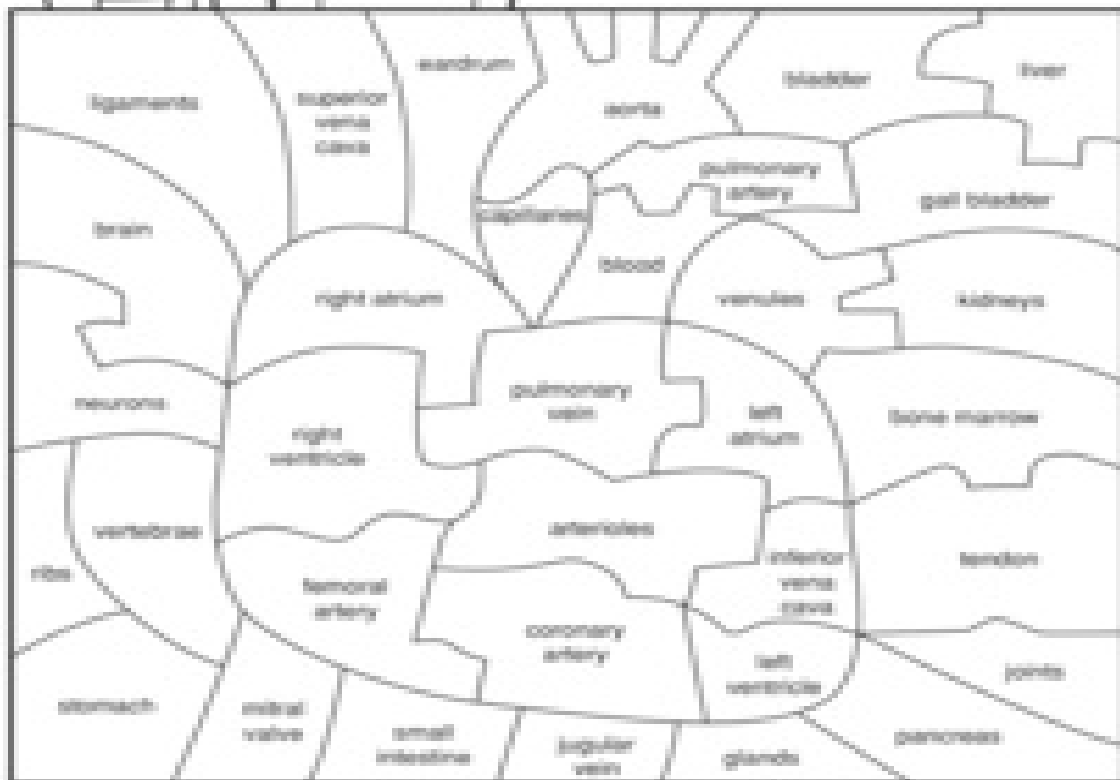 ligaments
superior
vena
cava
eardrum
aorta
bladder
liver
pulmonary
artery
capillaries
gall bladder
brain
blood
right atrium
venules
kidneys
neurons
pulmonary
vein
left
atrium
bone marrow
right
ventricle
vertebrae
arterioles
inferior
vena
cava
tendon
ribs
femoral
artery
coronary
artery
left
ventricle
joints
stomach
mitral
valve
small
intestine
jugular
vein
glands
pancreas